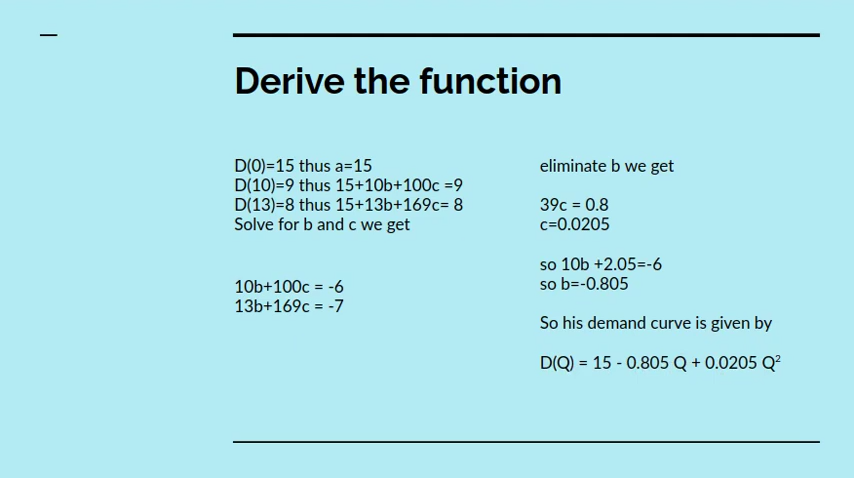 Derive the function
D(0)=15 thus a=15
D(10)=9 thus 15+10b+100c =9
D(13)=8 thus 15+13b+169c= 8
Solve for b and c we get
10b+100c = -6
13b+169c = -7
eliminate b we get
39c = 0.8
c=0.0205
so 10b +2.05=-6
so b=-0.805
So his demand curve is given by
D(Q) = 15 - 0.805 Q + 0.0205 Q²